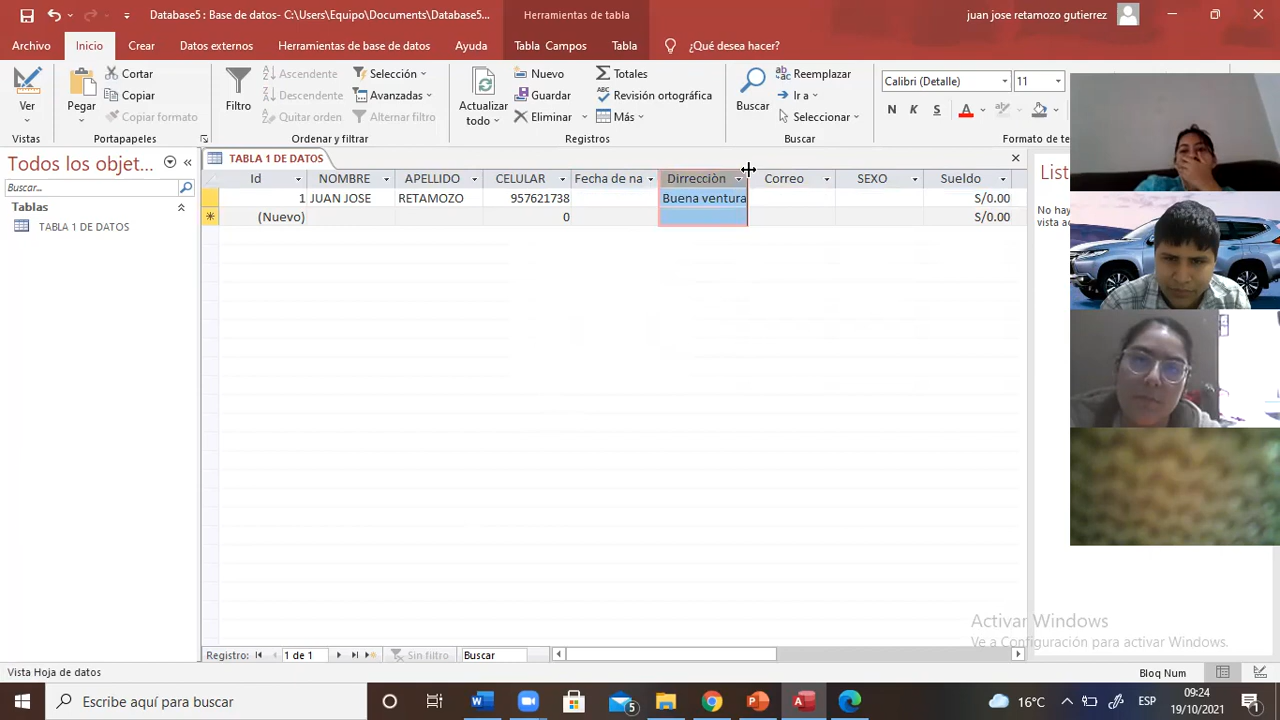 Database5 : Base de datos- C:\Users\Equipo\Documents\Database5...
Herramientas de tabla
juan jose retamozo gutierrez
Archivo
Inicio
Crear
Datos externos
Herramientas de base de datos
Ayuda
Tabla Campos
Tabla
¿Qué desea hacer?
Ver
Vistas
Pegar
Cortar
Copiar
Copiar formato
Portapapeles
Filtro
Ascendente
Descendente
Quitar orden
Selección
Avanzadas
Alternar filtro
Ordenar y filtrar
Actualizar
todo
Nuevo
Guardar
Eliminar
Totales
Revisión ortográfica
Más
Registros
Buscar
Reemplazar
Ir a
Seleccionar
Buscar
Calibri (Detalle)
11
N K S
Formato de te
Todos los objet...
Buscar...
Tablas
TABLA 1 DE DATOS
TABLA 1 DE DATOS
Id NOMBRE APELLIDO CELULAR Fecha de na Dirrecciòn Correo SEXO Sueldo
1 JUAN JOSE RETAMOZO 957621738 Buena ventura S/0.00
(Nuevo) 0 S/0.00
List
No hay
vista ac
Activar Windows
Ve a Configuración para activar Windows.
Registro: 1 de 1 Sin filtro Buscar
Vista Hoja de datos
Bloq Num
Escribe aquí para buscar
5
16°C
ESP
09:24
19/10/2021
1